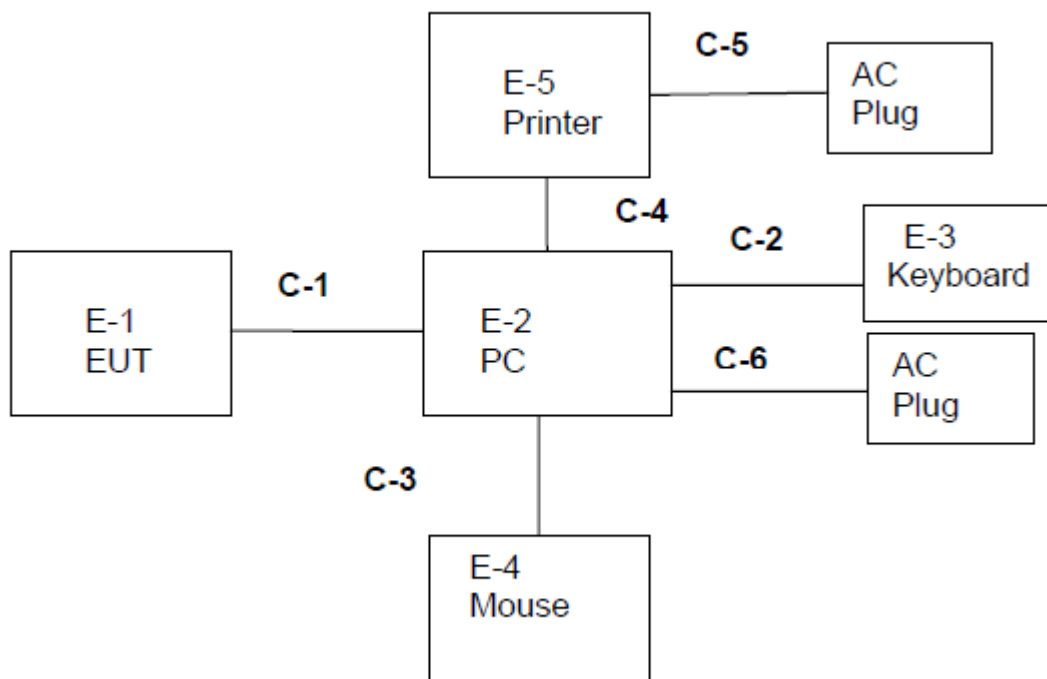 C-5
E-5
Printer
AC
Plug
C-4
C-2
E-3
Keyboard
C-1
E-1
EUT
E-2
PC
C-6
AC
Plug
C-3
E-4
Mouse